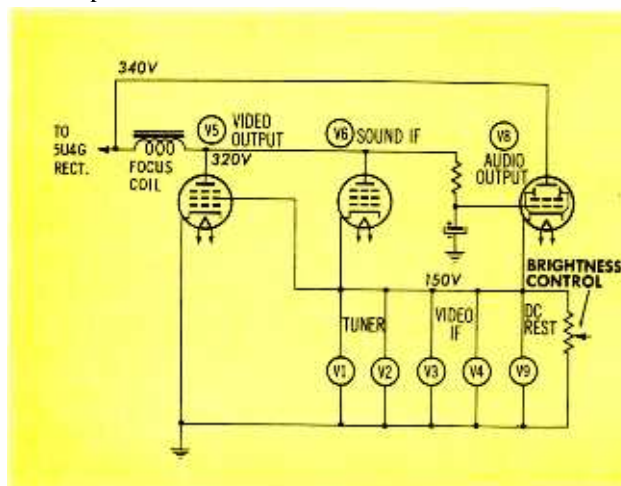 340V
TO
5U4G
RECT.
FOCUS
COIL
V5
VIDEO
OUTPUT
320V
V6
SOUND IF
V8
AUDIO
OUTPUT
BRIGHTNESS
CONTROL
150V
TUNER
VIDEO
IF
DC
REST
V1
V2
V3
V4
V9